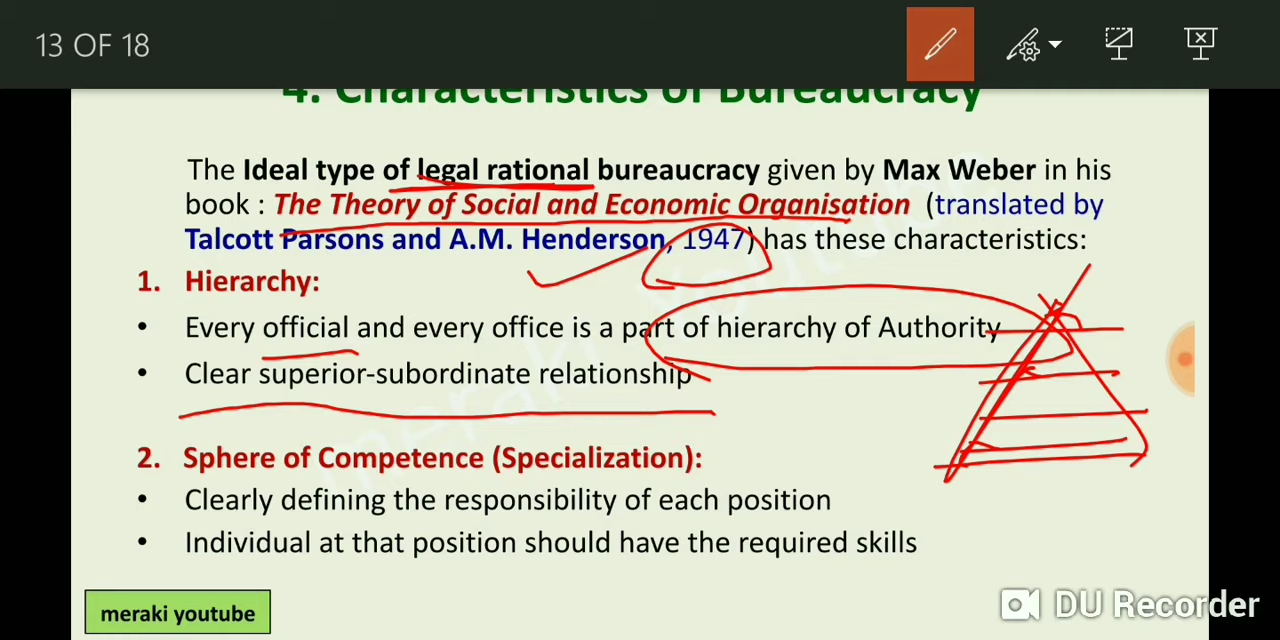 13 OF 18
4. Characteristics of Bureaucracy
The Ideal type of legal rational bureaucracy given by Max Weber in his
book : The Theory of Social and Economic Organisation (translated by
Talcott Parsons and A.M. Henderson, 1947) has these characteristics:
1. Hierarchy:
• Every official and every office is a part of hierarchy of Authority
• Clear superior-subordinate relationship
2. Sphere of Competence (Specialization):
• Clearly defining the responsibility of each position
• Individual at that position should have the required skills
meraki youtube
DU Recorder